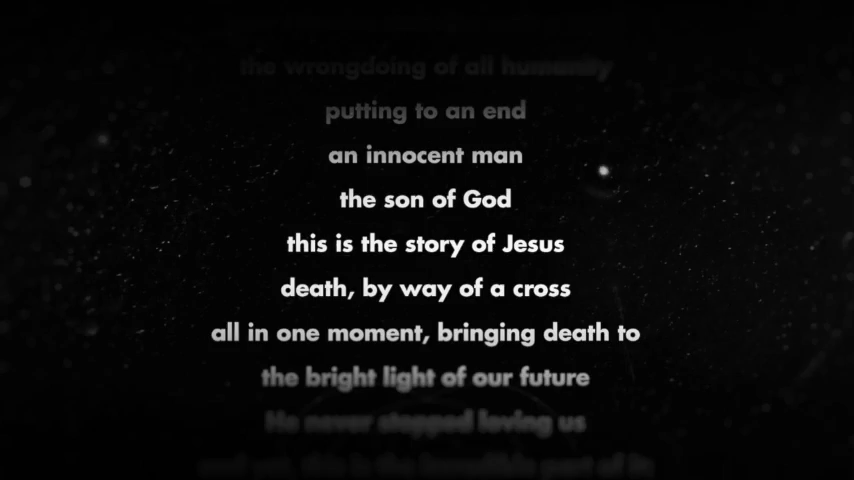 the wrongdoing of all humanity
putting to an end
an innocent man
the son of God
this is the story of Jesus
death, by way of a cross
all in one moment, bringing death to
the bright light of our future
He never stopped loving us